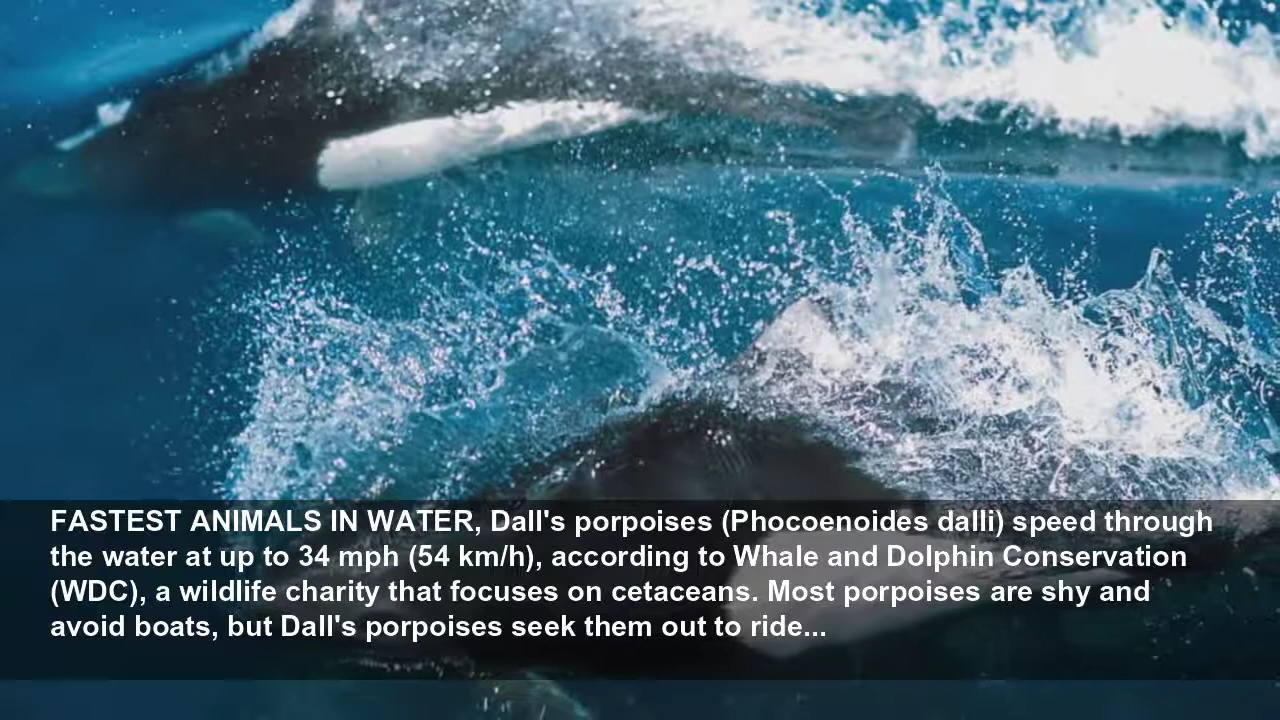 FASTEST ANIMALS IN WATER, Dall's porpoises (Phocoenoides dalli) speed through
the water at up to 34 mph (54 km/h), according to Whale and Dolphin Conservation
(WDC), a wildlife charity that focuses on cetaceans. Most porpoises are shy and
avoid boats, but Dall's porpoises seek them out to ride...